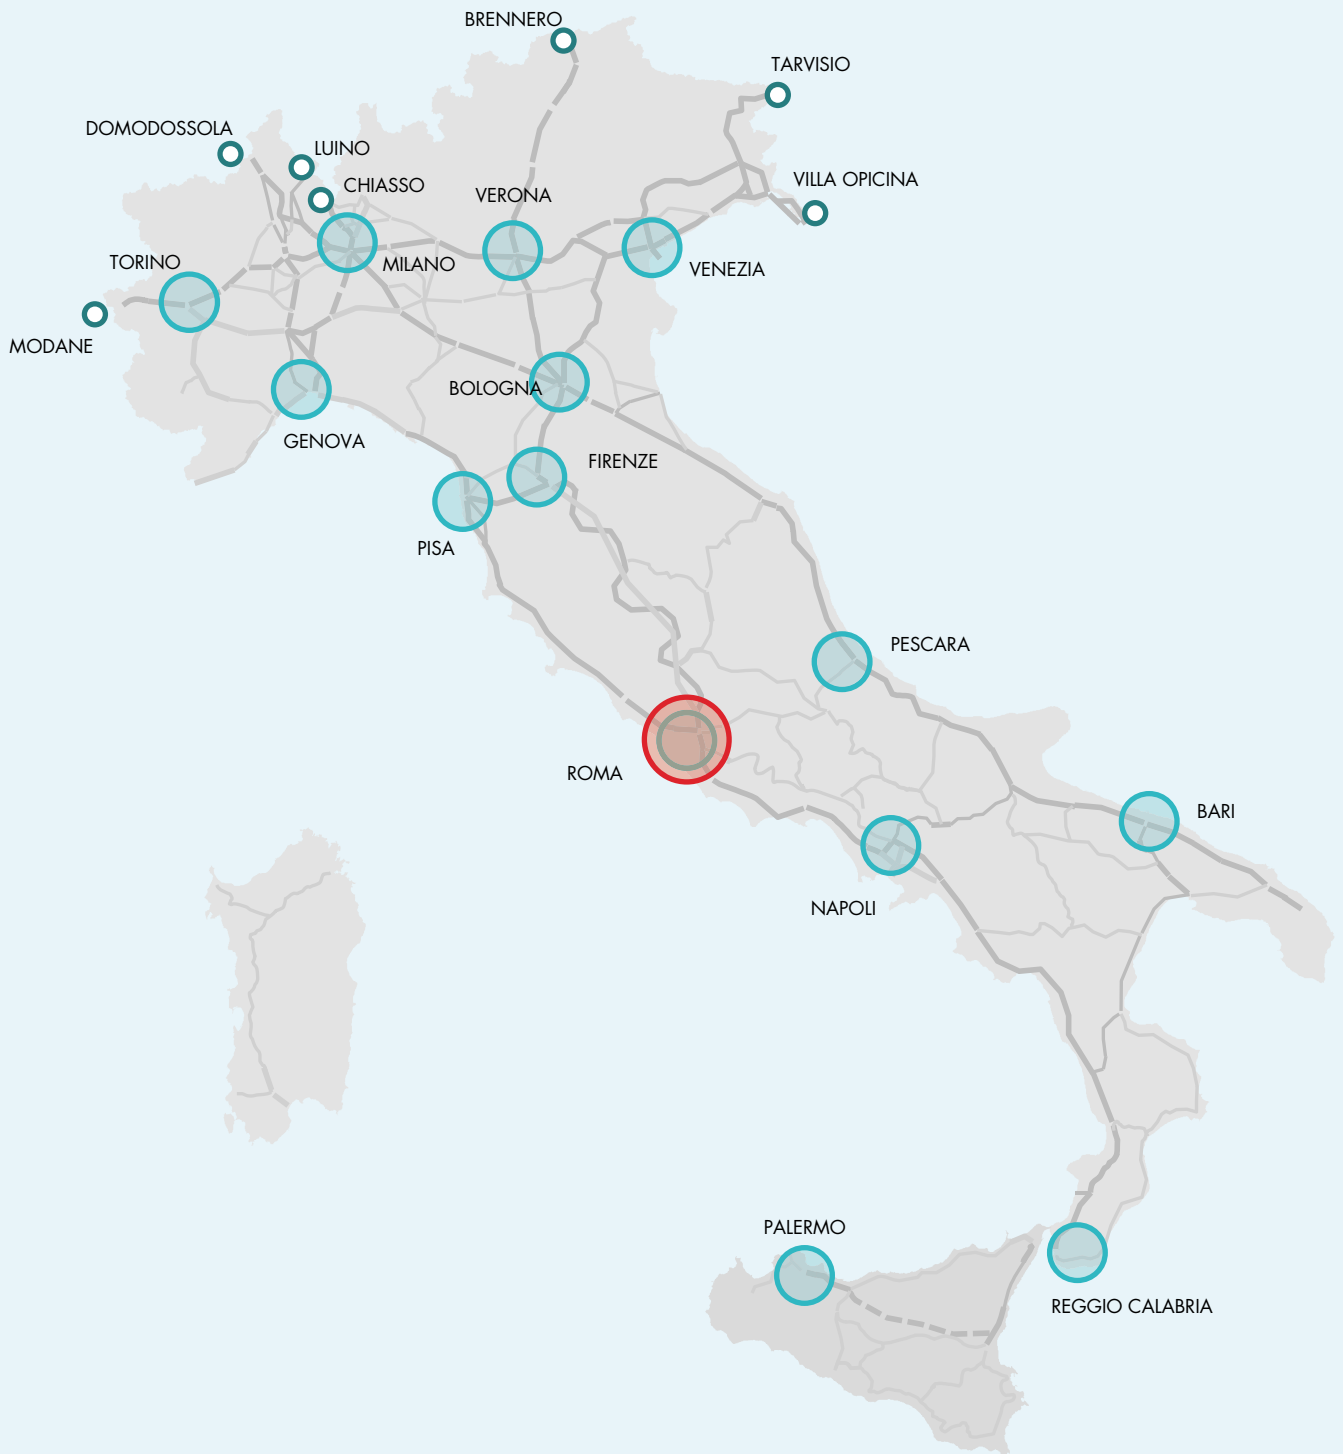 BRENNERO
TARVISIO
DOMODOSSOLA
LUINO
CHIASSO
VILLA OPICINA
VERONA
TORINO
MILANO
VENEZIA
MODANE
BOLOGNA
GENOVA
FIRENZE
PISA
PESCARA
ROMA
BARI
NAPOLI
PALERMO
REGGIO CALABRIA